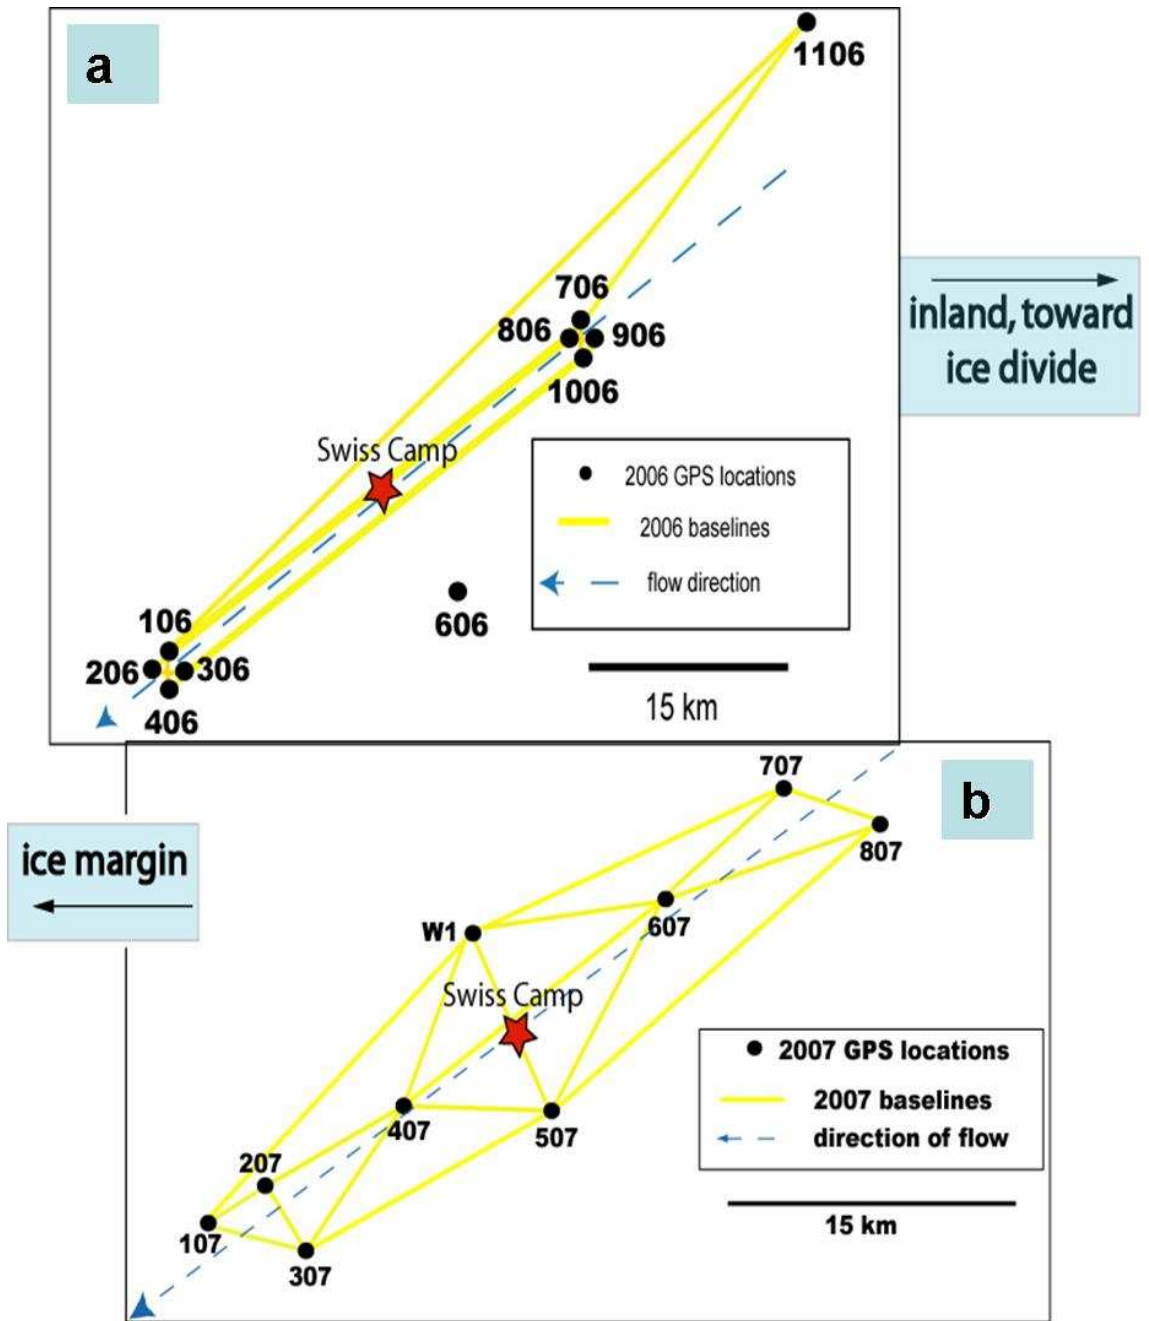 a
1106
706
806
906
1006
inland, toward
ice divide
Swiss Camp
2006 GPS locations
2006 baselines
flow direction
606
15 km
106
206
306
406
b
707
807
ice margin
W1
607
Swiss Camp
2007 GPS locations
2007 baselines
direction of flow
15 km
407
507
207
107
307